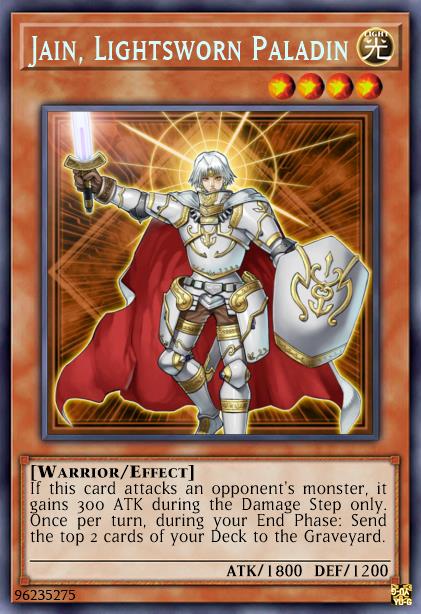 Jain, Lightsworn Paladin
LIGHT
光
[Warrior/Effect]
If this card attacks an opponent's monster, it
gains 300 ATK during the Damage Step only.
Once per turn, during your End Phase: Send
the top 2 cards of your Deck to the Graveyard.
ATK/1800 DEF/1200
96235275